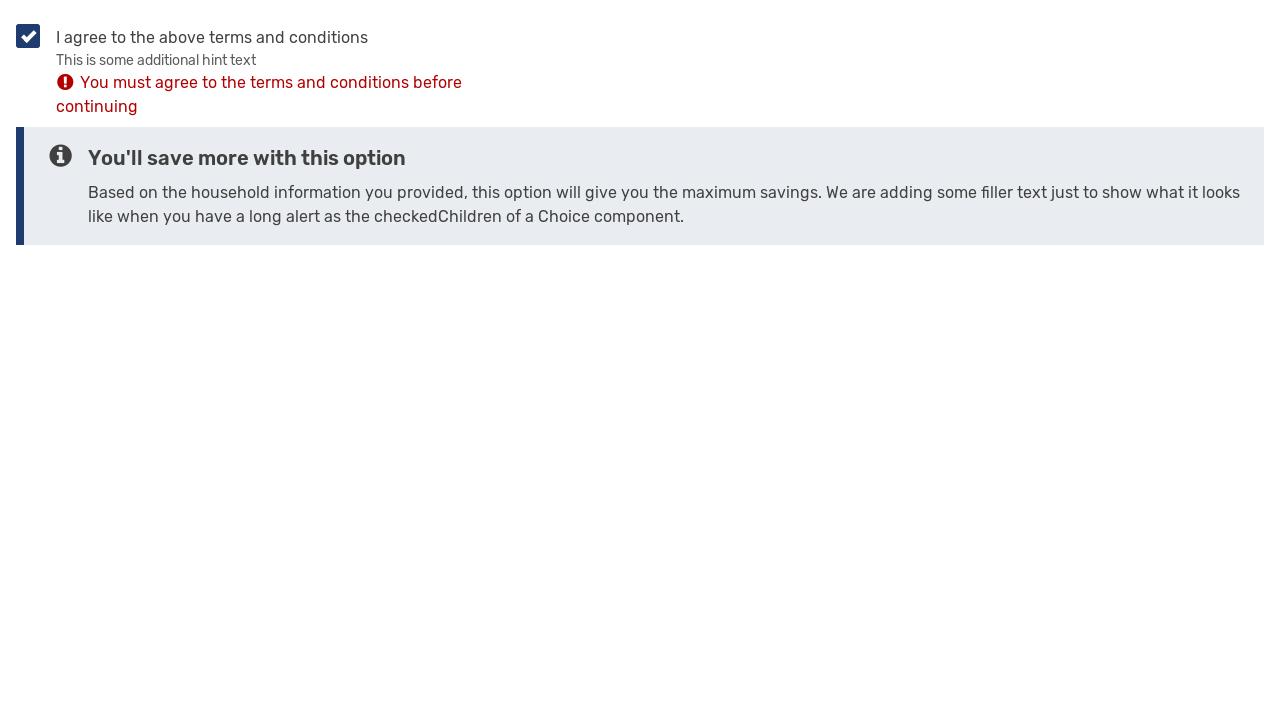 I agree to the above terms and conditions
This is some additional hint text
You must agree to the terms and conditions before
continuing
You'll save more with this option
Based on the household information you provided, this option will give you the maximum savings. We are adding some filler text just to show what it looks
like when you have a long alert as the checkedChildren of a Choice component.